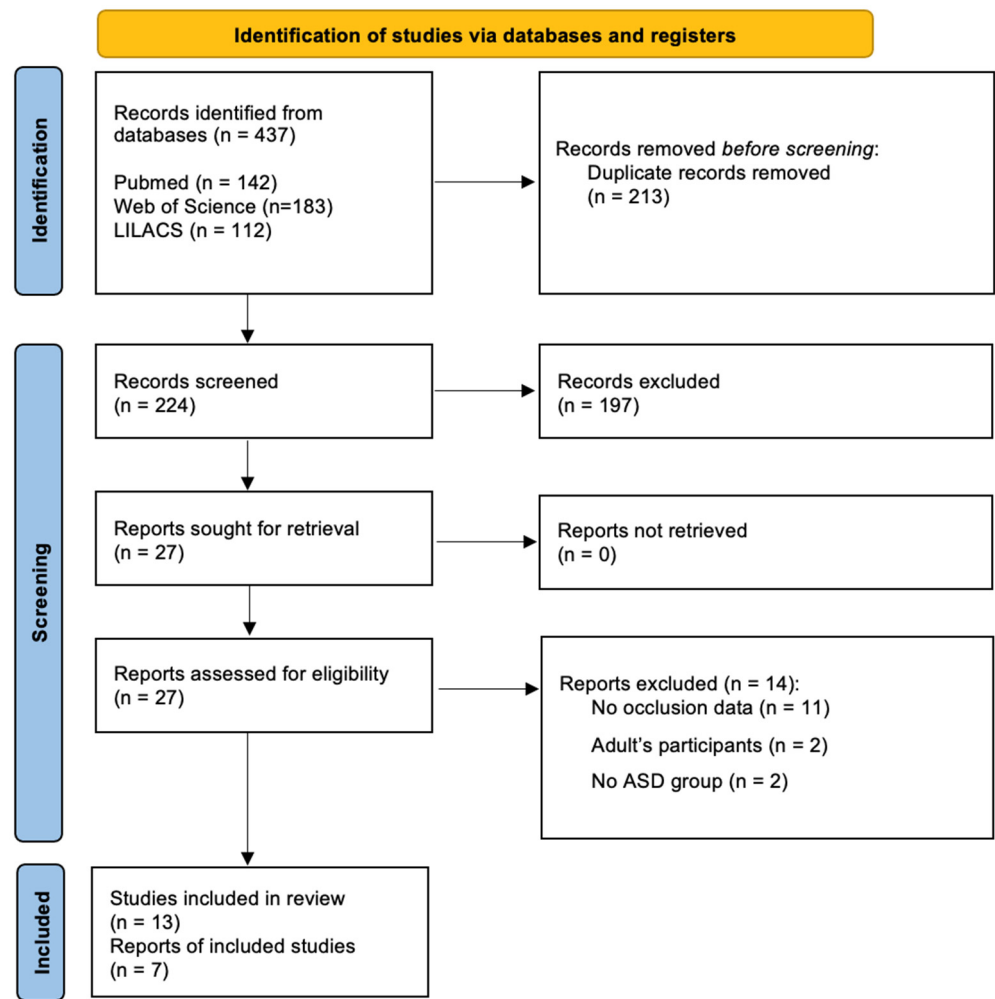 Identification of studies via databases and registers
Identification
Records identified from
databases (n = 437)
Pubmed (n = 142)
Web of Science (n=183)
LILACS (n = 112)
Records removed before screening:
Duplicate records removed
(n = 213)
Screening
Records screened
(n = 224)
Records excluded
(n = 197)
Reports sought for retrieval
(n = 27)
Reports not retrieved
(n = 0)
Reports assessed for eligibility
(n = 27)
Reports excluded (n = 14):
No occlusion data (n = 11)
Adult's participants (n = 2)
No ASD group (n = 2)
Included
Studies included in review
(n = 13)
Reports of included studies
(n = 7)